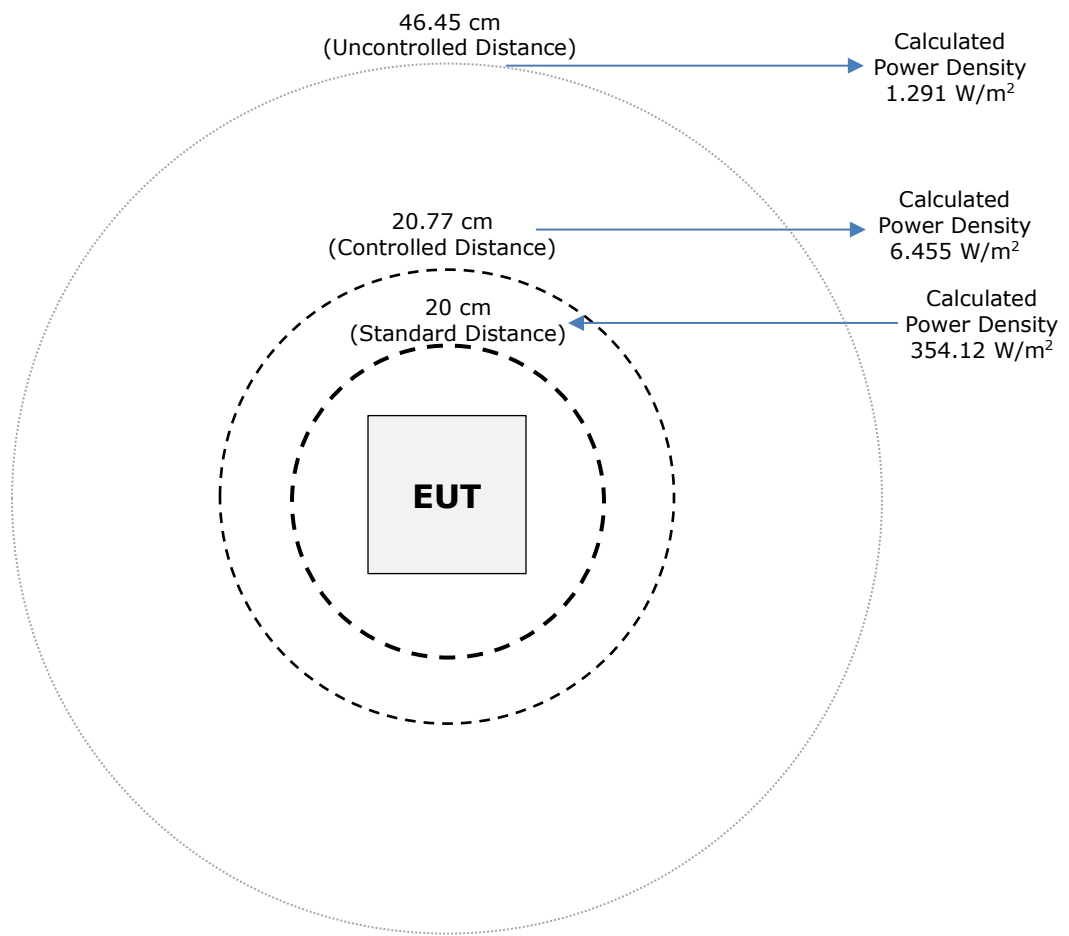 46.45 cm
(Uncontrolled Distance)
Calculated
Power Density
1.291 W/m²
20.77 cm
(Controlled Distance)
Calculated
Power Density
6.455 W/m²
20 cm
(Standard Distance)
Calculated
Power Density
354.12 W/m²
EUT